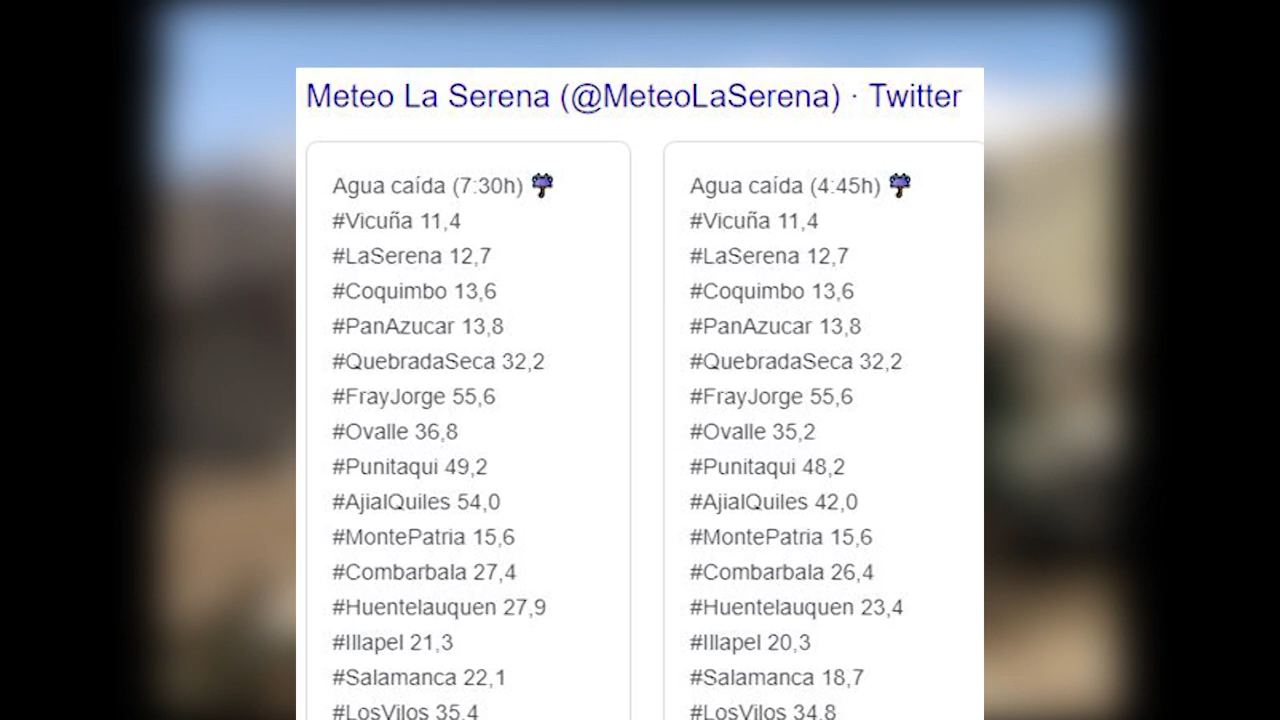 Meteo La Serena (@MeteoLaSerena) · Twitter
Agua caída (7:30h)
#Vicuña 11,4
#LaSerena 12,7
#Coquimbo 13,6
#PanAzucar 13,8
#QuebradaSeca 32,2
#FrayJorge 55,6
#Ovalle 36,8
#Punitaqui 49,2
#AjialQuiles 54,0
#MontePatria 15,6
#Combarbala 27,4
#Huentelauquen 27,9
#Illapel 21,3
#Salamanca 22,1
#LosVilos 35,4
Agua caída (4:45h)
#Vicuña 11,4
#LaSerena 12,7
#Coquimbo 13,6
#PanAzucar 13,8
#QuebradaSeca 32,2
#FrayJorge 55,6
#Ovalle 35,2
#Punitaqui 48,2
#AjialQuiles 42,0
#MontePatria 15,6
#Combarbala 26,4
#Huentelauquen 23,4
#Illapel 20,3
#Salamanca 18,7
#LosVilos 34,8